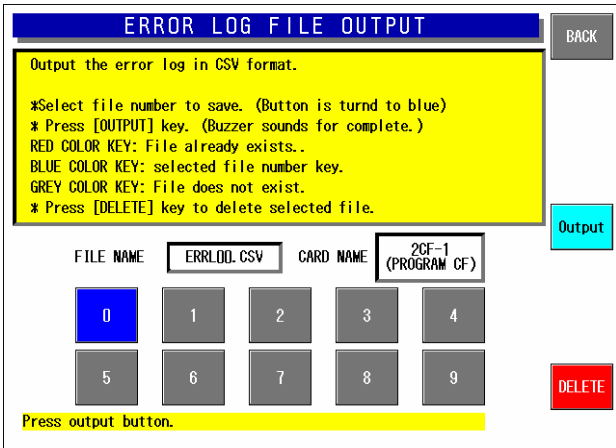 ERROR LOG FILE OUTPUT
BACK
Output the error log in CSV format.
*Select file number to save. (Button is turnd to blue)
* Press [OUTPUT] key. (Buzzer sounds for complete.)
RED COLOR KEY: File already exists..
BLUE COLOR KEY: selected file number key.
GREY COLOR KEY: File does not exist.
* Press [DELETE] key to delete selected file.
Output
FILE NAME
ERRL00.CSV
CARD NAME
2CF-1
(PROGRAM CF)
0 1 2 3 4
5 6 7 8 9
DELETE
Press output button.